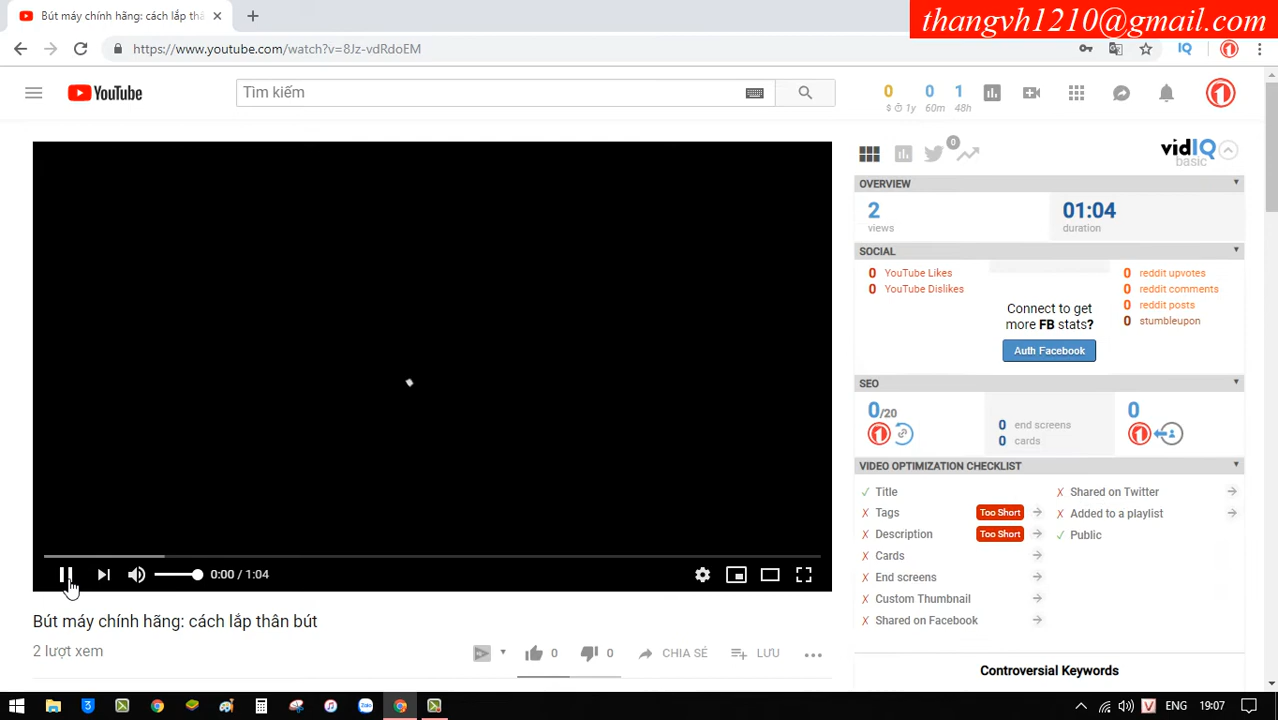 Bút máy chính hãng: cách lắp thâ
thangvh1210@gmail.com
https://www.youtube.com/watch?v=8Jz-vdRdoEM
IQ
YouTube
Tìm kiếm
0 0 1
$ 1y 60m 48h
0
vidIQ
basic
OVERVIEW
2
views
01:04
duration
SOCIAL
0 YouTube Likes
0 YouTube Dislikes
Connect to get
more FB stats?
Auth Facebook
0 reddit upvotes
0 reddit comments
0 reddit posts
0 stumbleupon
SEO
0/20
0 end screens
0 cards
0
VIDEO OPTIMIZATION CHECKLIST
Title
Tags Too Short
Description Too Short
Cards
End screens
Custom Thumbnail
Shared on Facebook
Shared on Twitter
Added to a playlist
Public
Controversial Keywords
0:00 / 1:04
Bút máy chính hãng: cách lắp thân bút
2 lượt xem
0 0 CHIA SẺ LƯU
Zalo
V ENG 19:07